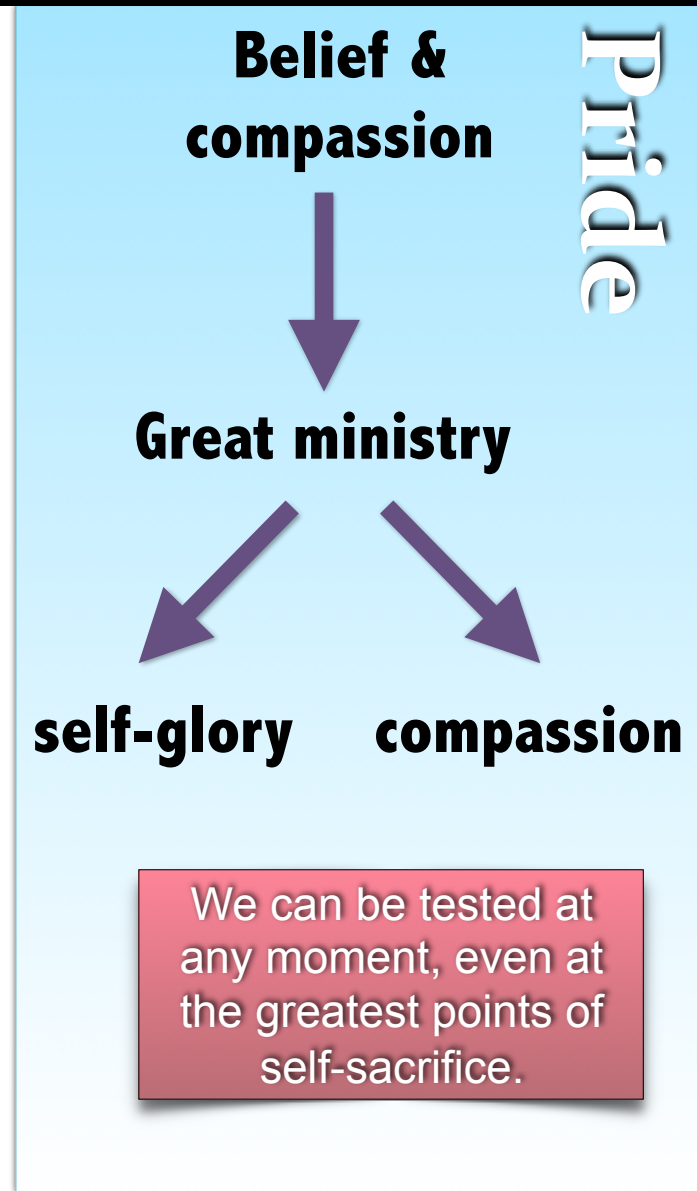 Pride
Belief &
compassion
Great ministry
self-glory
compassion
We can be tested at
any moment, even at
the greatest points of
self-sacrifice.